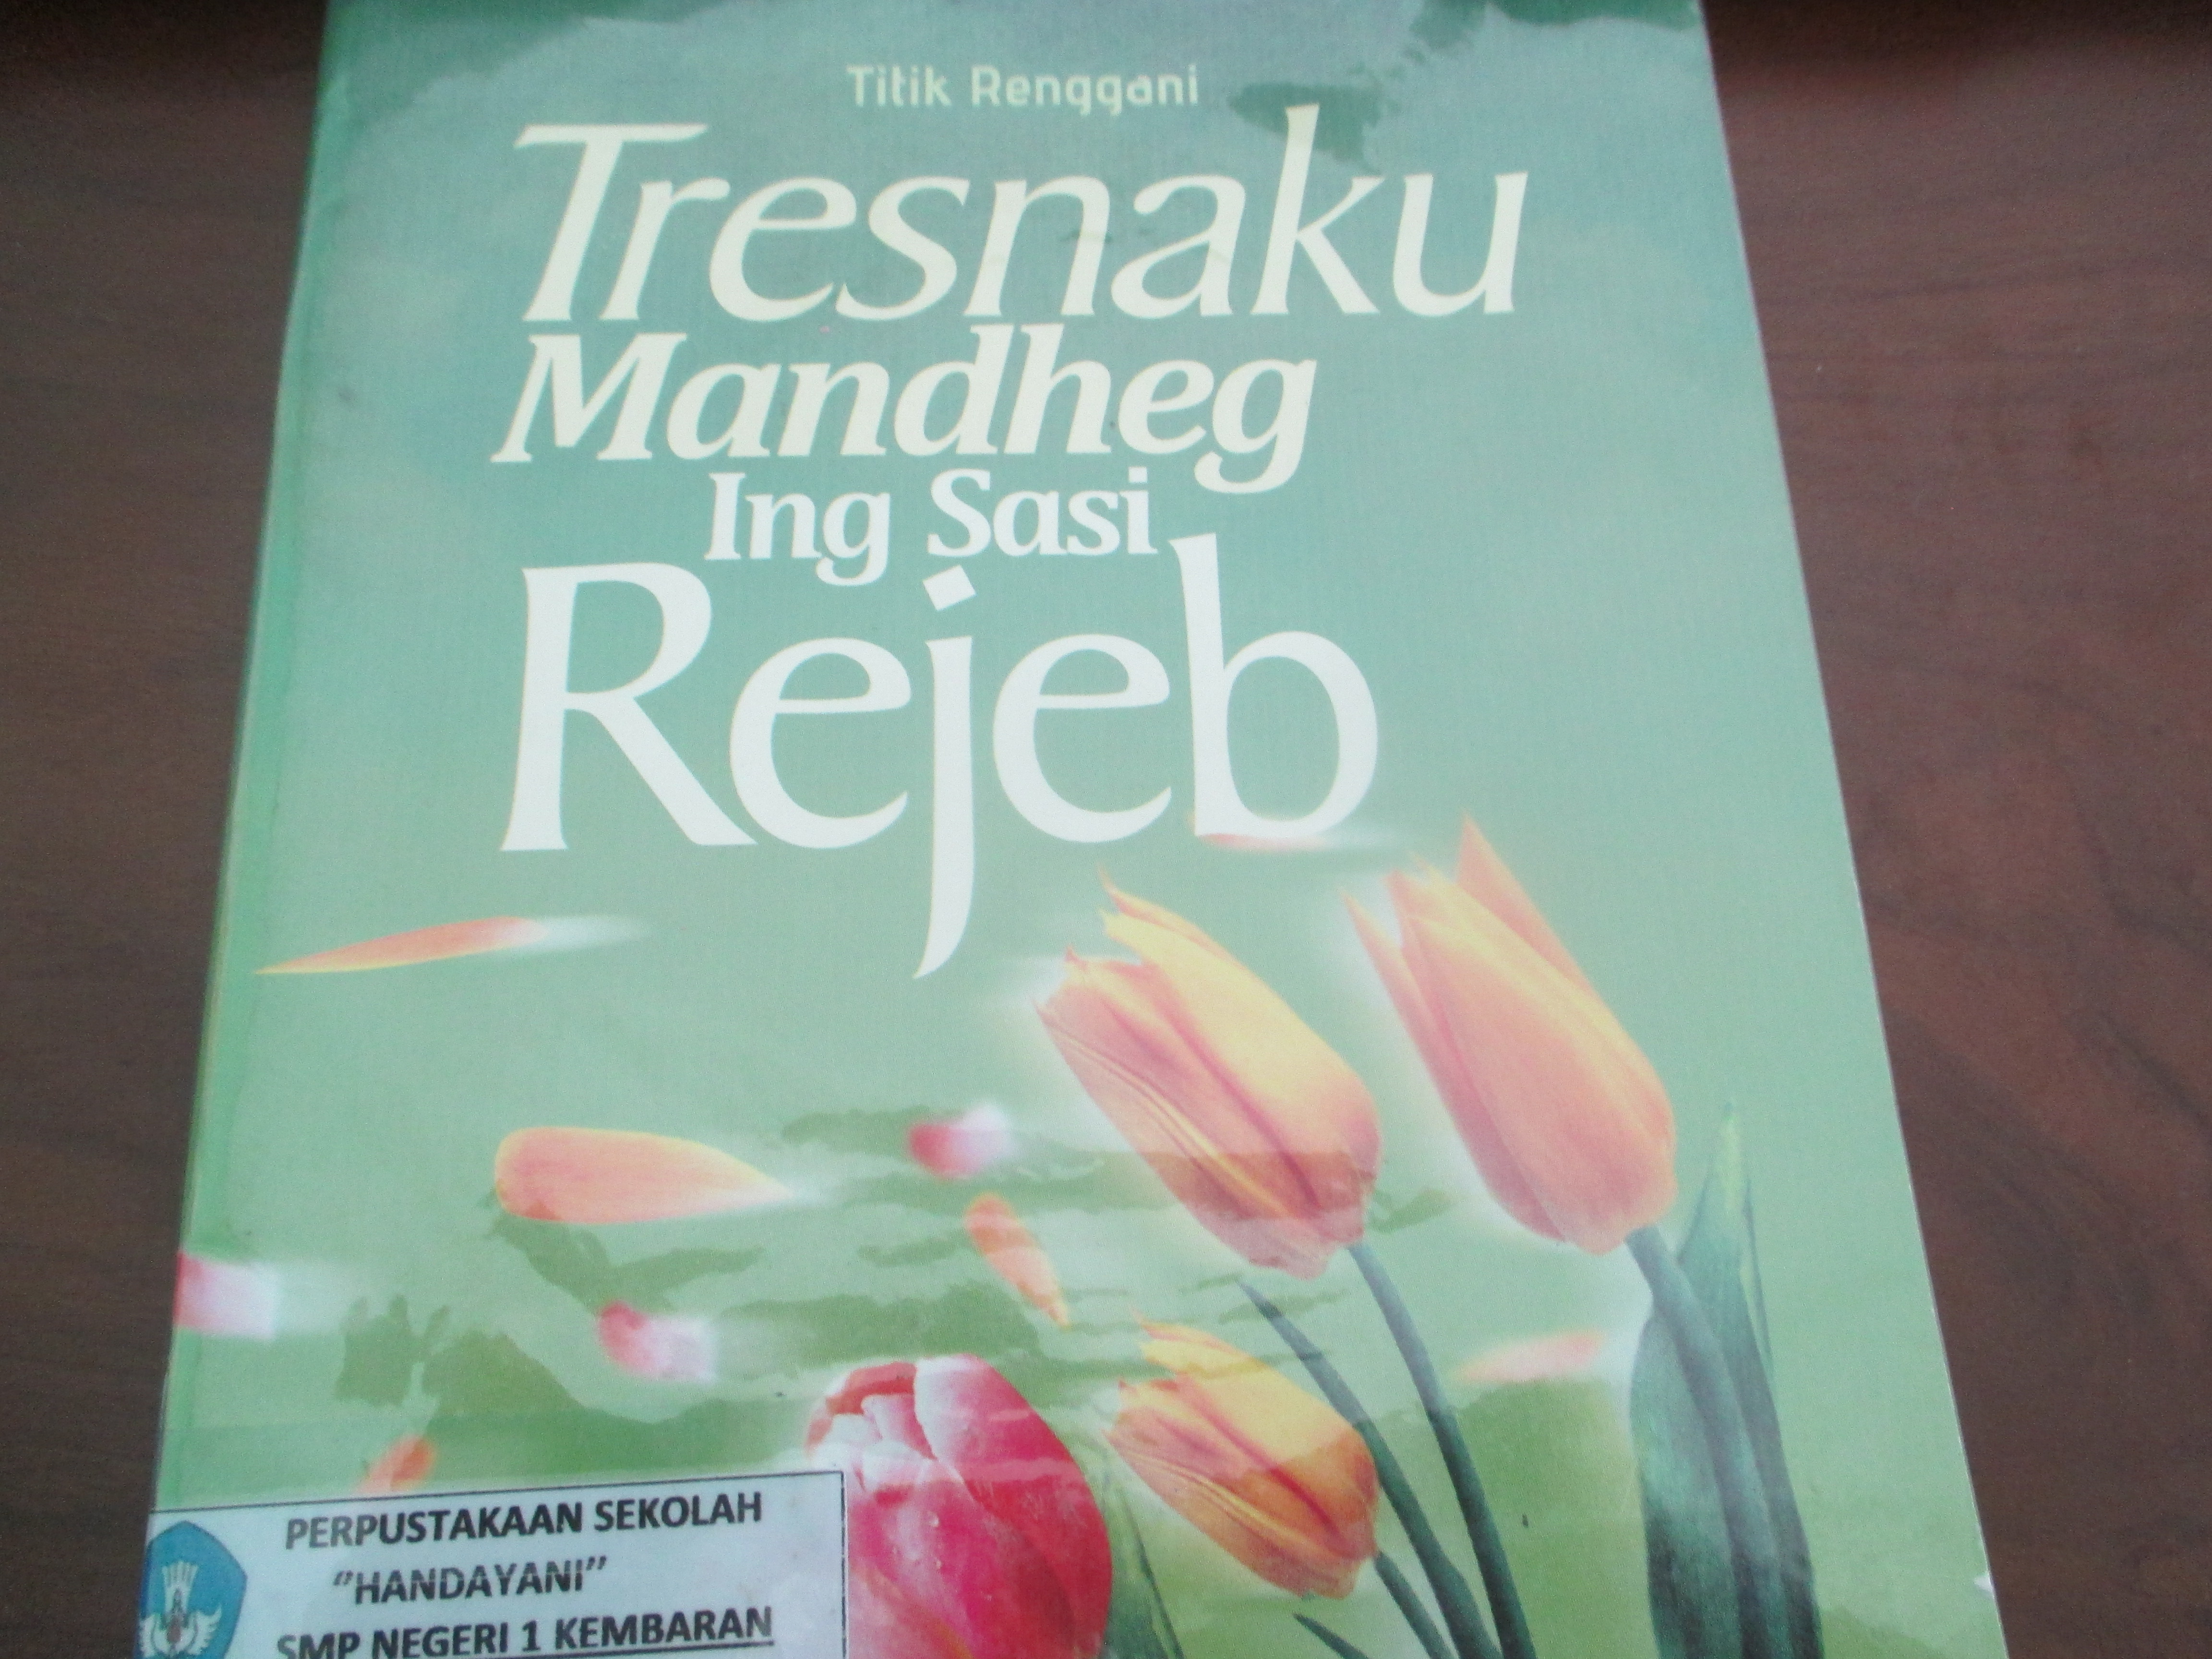 Titik Renggani
Tresnaku
Mandheg
Ing Sasi
Rejeb
PERPUSTAKAAN SEKOLAH
"HANDAYANI"
SMP NEGERI 1 KEMBARAN